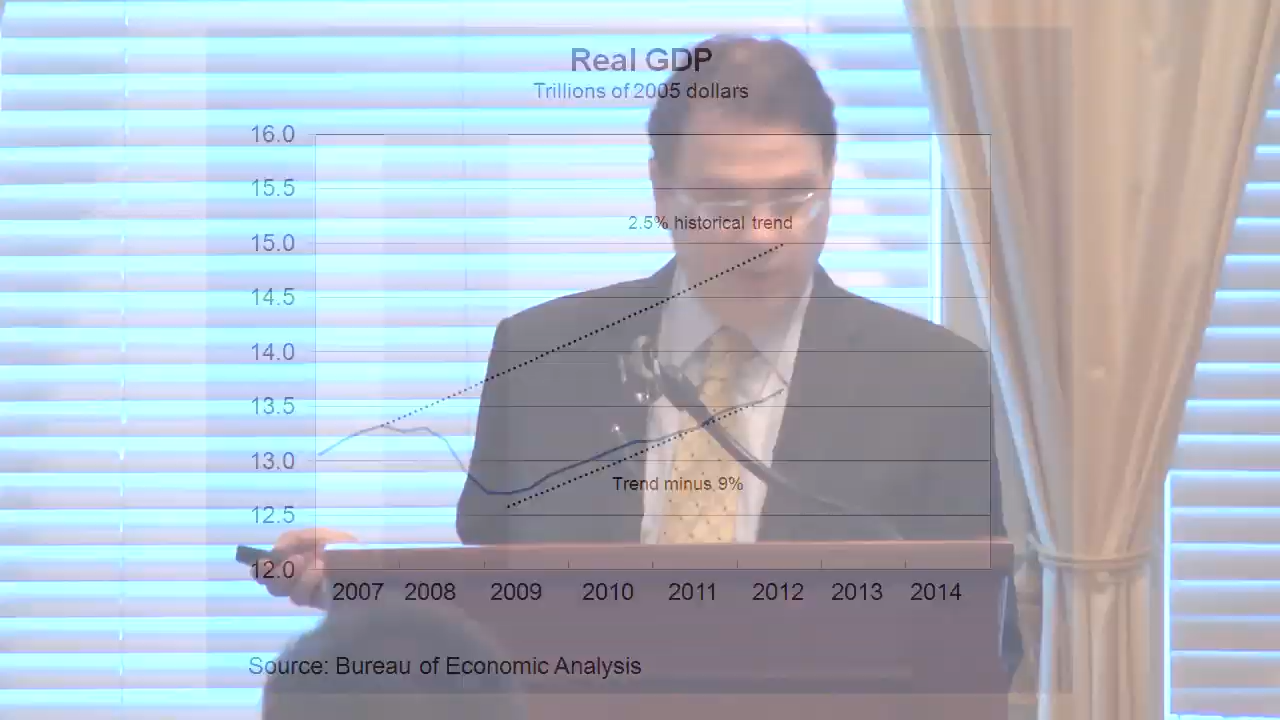 Real GDP
Trillions of 2005 dollars
16.0
15.5
2.5% historical trend
15.0
14.5
14.0
13.5
13.0
Trend minus 9%
12.5
12.0
2007 2008 2009 2010 2011 2012 2013 2014
Source: Bureau of Economic Analysis